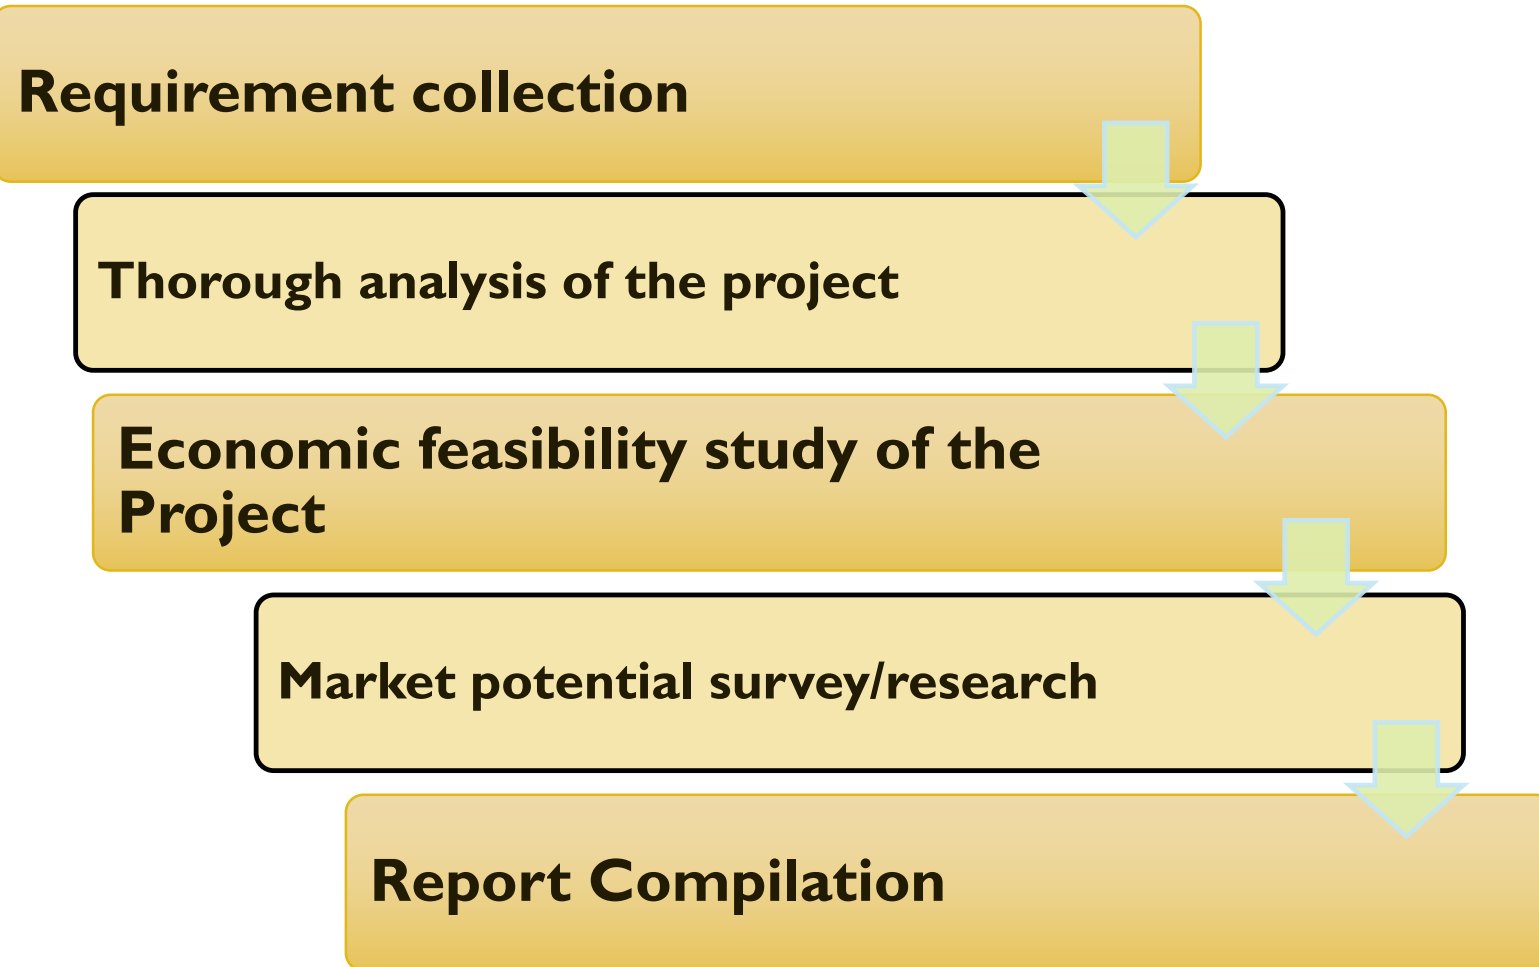 Requirement collection
Thorough analysis of the project
Economic feasibility study of the
Project
Market potential survey/research
Report Compilation